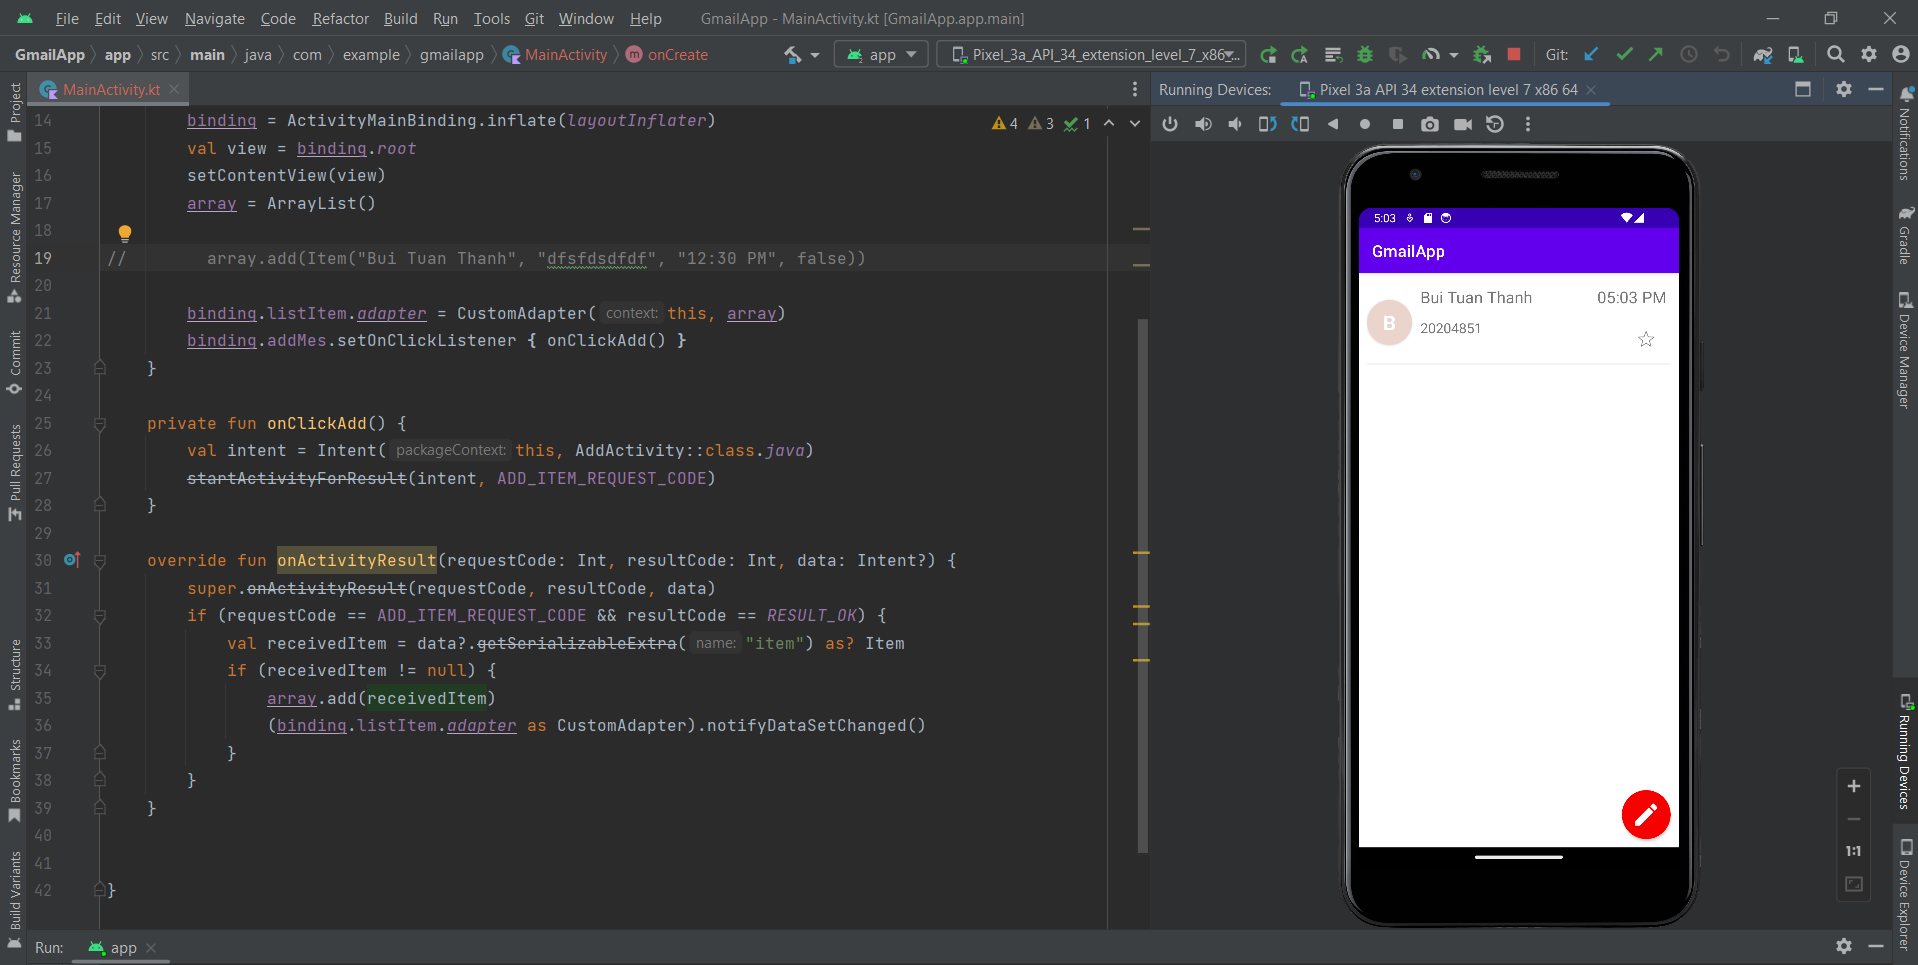 File Edit View Navigate Code Refactor Build Run Tools Git Window Help GmailApp - MainActivity.kt [GmailApp.app.main]
GmailApp app src main java com example gmailapp MainActivity m onCreate app Pixel_3a_API_34_extension_level_7_x86-... Git:
MainActivity.kt
Running Devices: Pixel 3a API 34 extension level 7 x86 64
4 3 1
14 binding = ActivityMainBinding.inflate(layoutInflater)
15 val view = binding.root
16 setContentView(view)
17 array = ArrayList()
18
19 // array.add(Item("Bui Tuan Thanh", "dfsfdsdfdf", "12:30 PM", false))
20
21 binding.listItem.adapter = CustomAdapter( context: this, array)
22 binding.addMes.setOnClickListener { onClickAdd() }
23 }
24
25 private fun onClickAdd() {
26 val intent = Intent( packageContext: this, AddActivity::class.java)
27 startActivityForResult(intent, ADD_ITEM_REQUEST_CODE)
28 }
29
30 override fun onActivityResult(requestCode: Int, resultCode: Int, data: Intent?) {
31 super.onActivityResult(requestCode, resultCode, data)
32 if (requestCode == ADD_ITEM_REQUEST_CODE && resultCode == RESULT_OK) {
33 val receivedItem = data?.getSerializableExtra( name: "item") as? Item
34 if (receivedItem != null) {
35 array.add(receivedItem)
36 (binding.listItem.adapter as CustomAdapter).notifyDataSetChanged()
37 }
38 }
39 }
40
41
42 }
Project
Resource Manager
Commit
Pull Requests
Structure
Bookmarks
Build Variants
5:03
GmailApp
B
Bui Tuan Thanh 05:03 PM
20204851
1:1
Notifications
Gradle
Device Manager
Running Devices
Device Explorer
Run: app